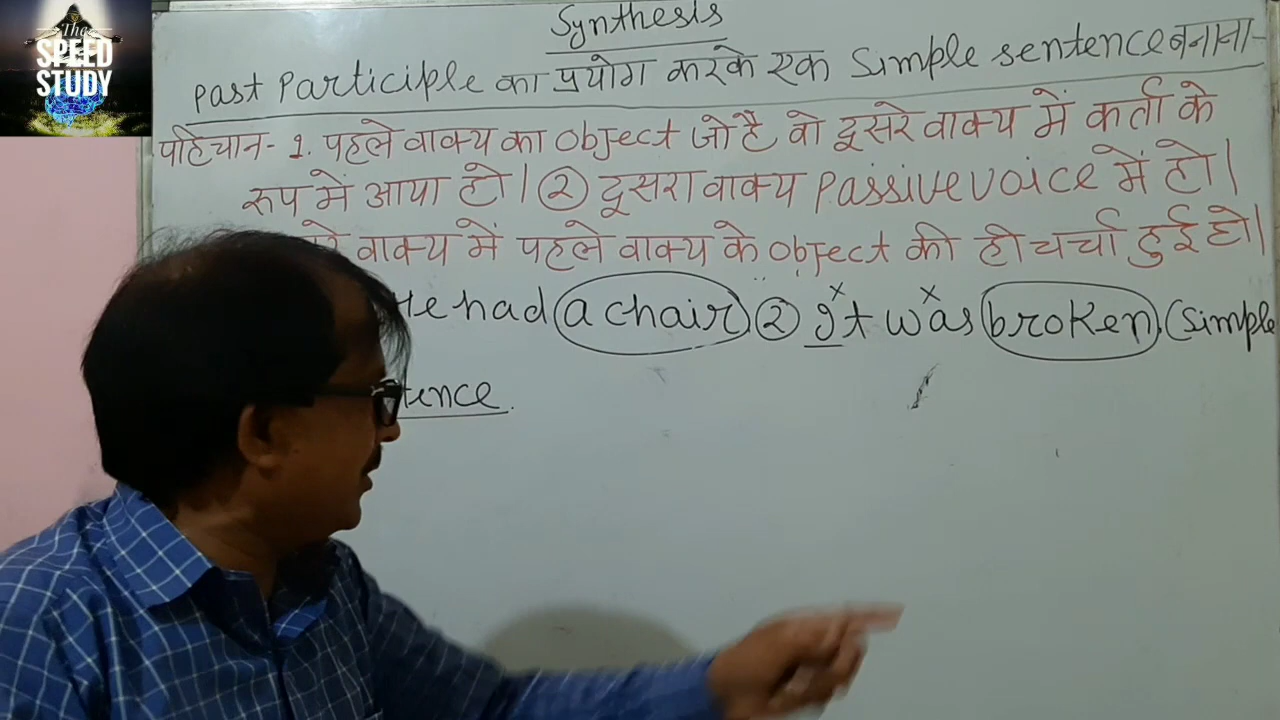 The
SPEED
STUDY
Synthesis
Past Participle का प्रयोग करके एक Simple sentence बनाना-
पहिचान- 1. पहले वाक्य का object जो है वो दूसरे वाक्य में कर्ता के
रूप में आया हो। ② दूसरा वाक्य Passive voice में हो।
वाक्य में पहले वाक्य के object की ही चर्चा हुई हो।
had a chair ② It was broken. (Simple